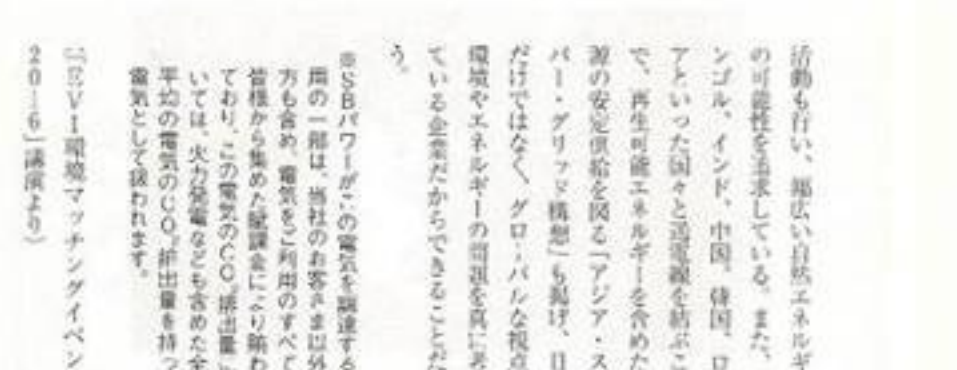 活動も行い、幅広い自然エネルギ
の可能性を追求している。また、
ンゴル、インド、中国、韓国、ロ
アといった国々と送電線を結ぶこ
で、再生可能エネルギーを含めた
源の安定供給を図る「アジア・ス
パー・グリッド構想」も掲げ、日
だけではなく、グローバルな視点
環境やエネルギーの問題を真に考
ている企業だからできることだ
う。
※SBパワーがこの電気を調達する
用の一部は、当社のお客さま以外
方も含め、電気をご利用のすべて
皆様から集めた賦課金により賄わ
ており、この電気のCO₂排出量に
いては、火力発電なども含めた全
平均の電気のCO₂排出量を持っ
電気として扱われます。
「EVI環境マッチングイベン
2016」講演より）